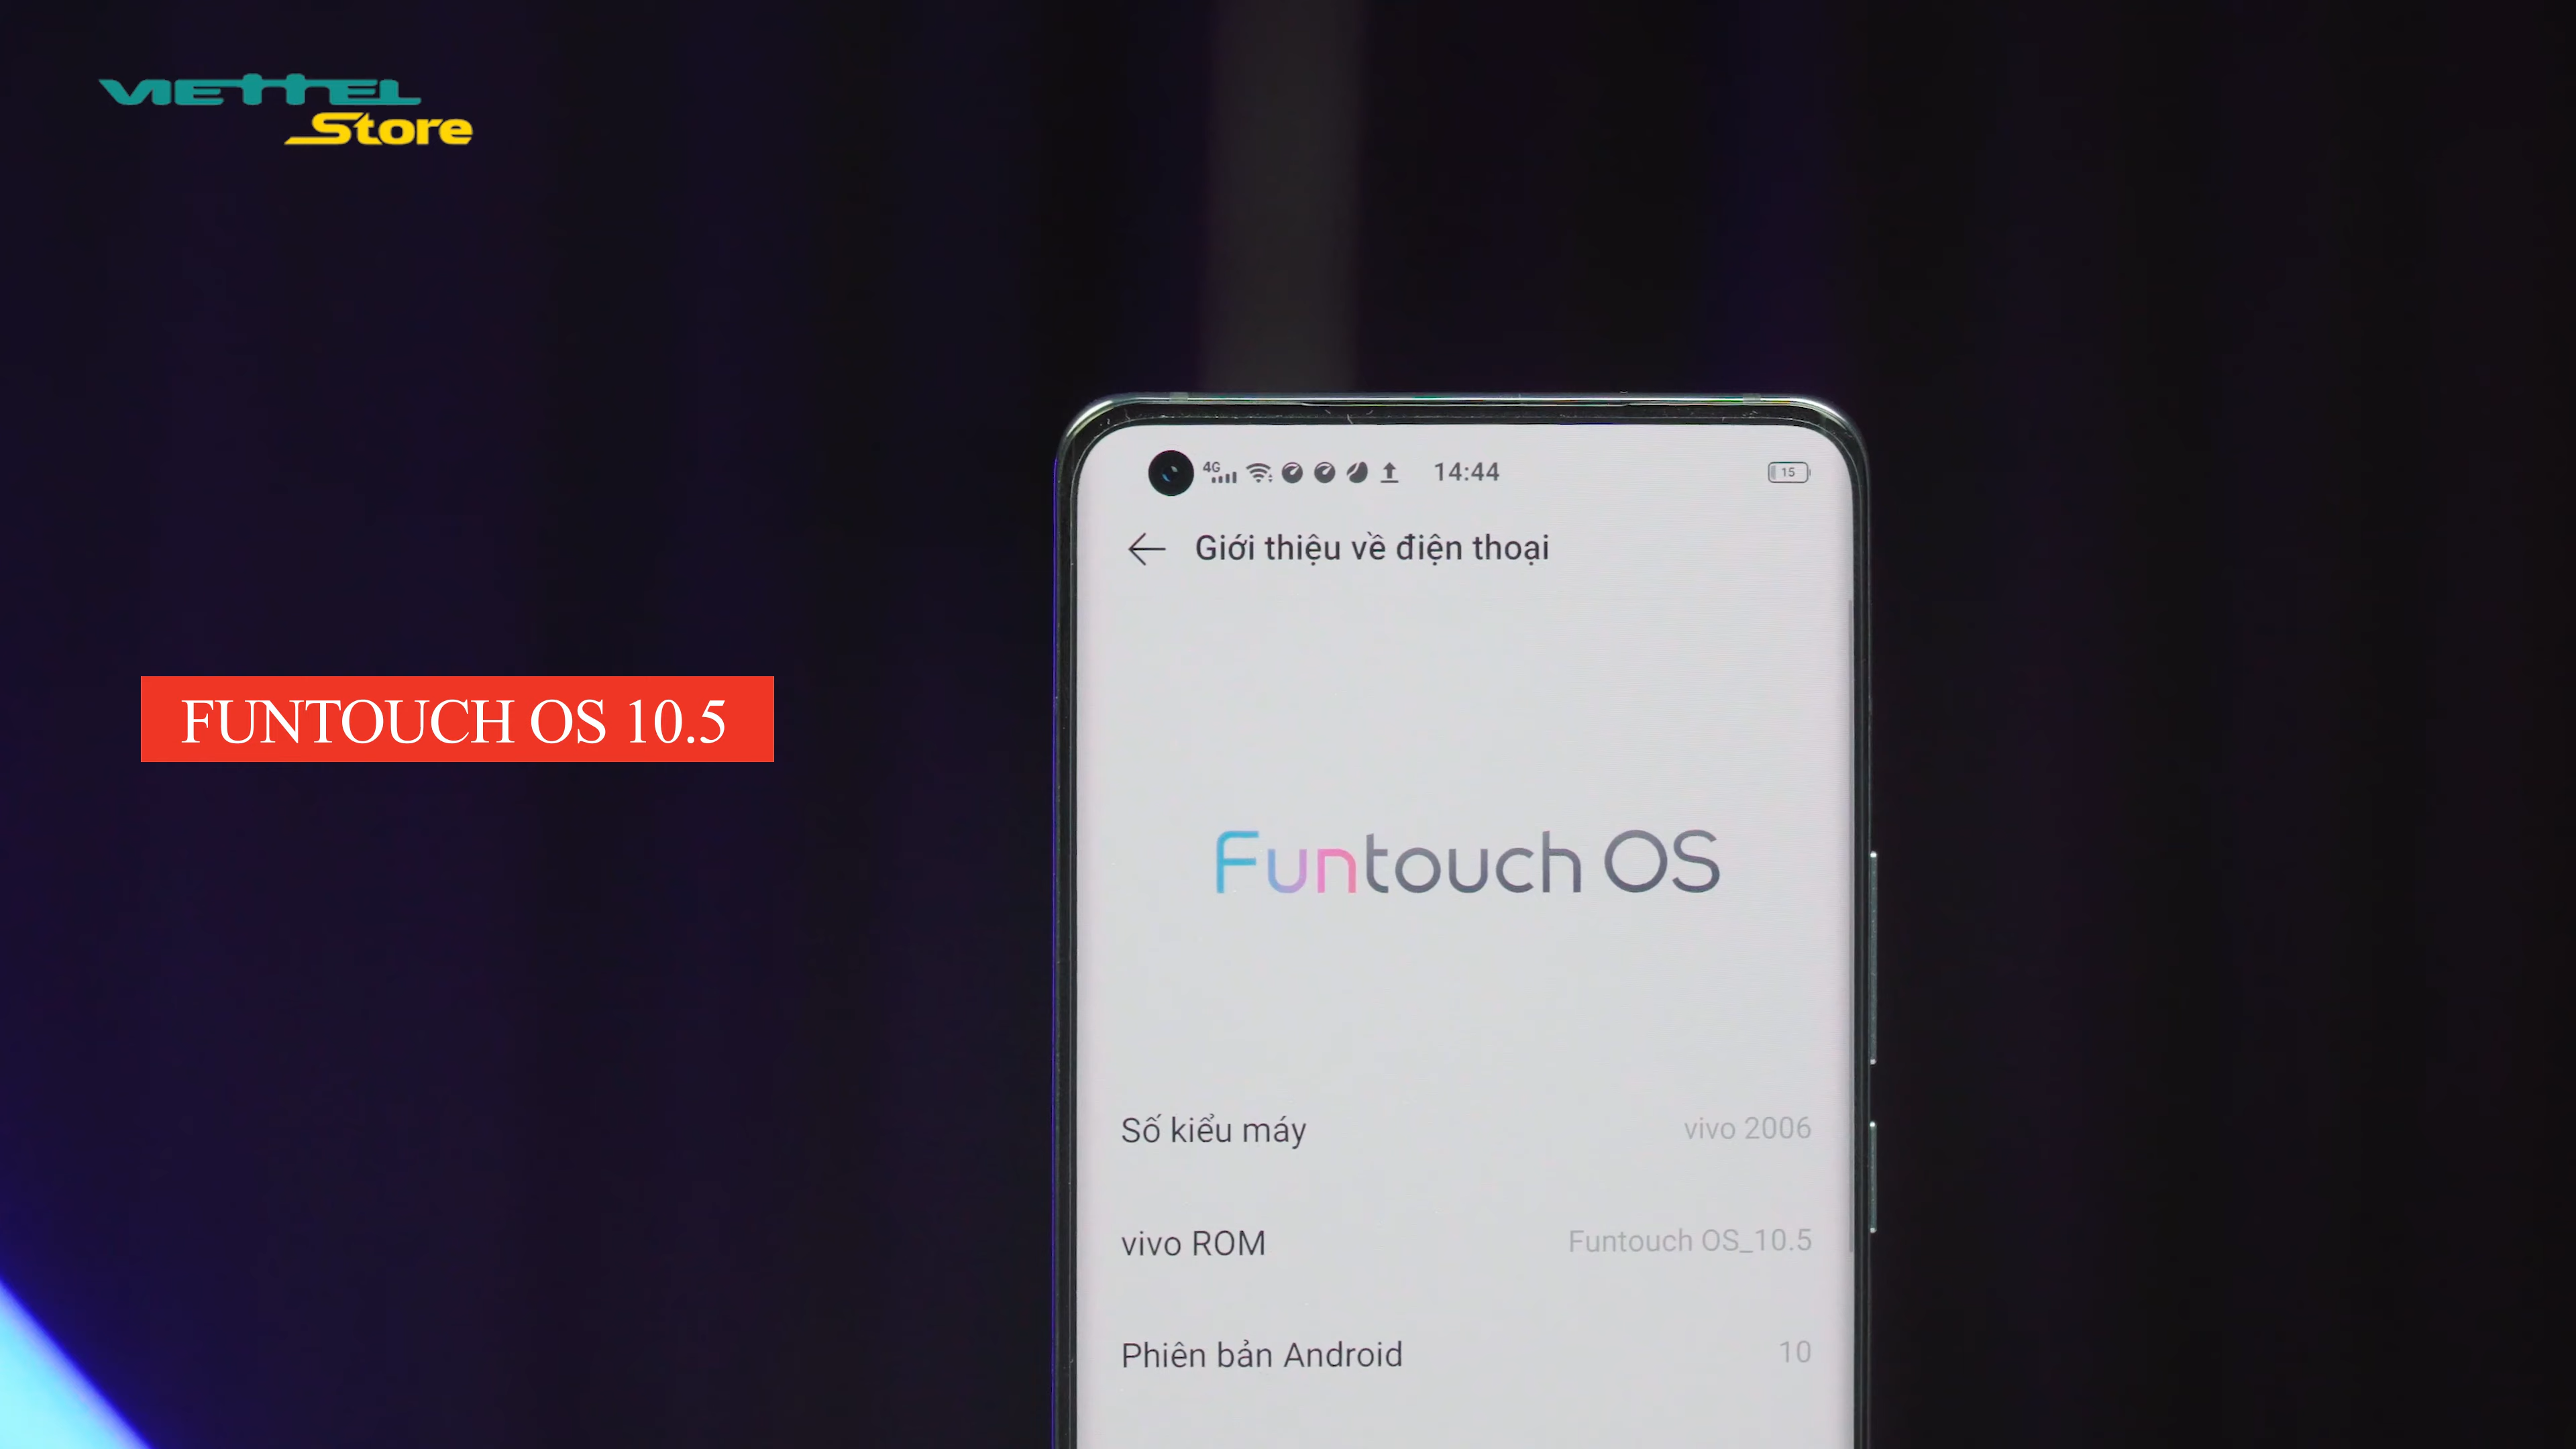 VIETTEL
Store
4G 14:44 15
Giới thiệu về điện thoại
FUNTOUCH OS 10.5
Funtouch OS
Số kiểu máy vivo 2006
vivo ROM Funtouch OS_10.5
Phiên bản Android 10